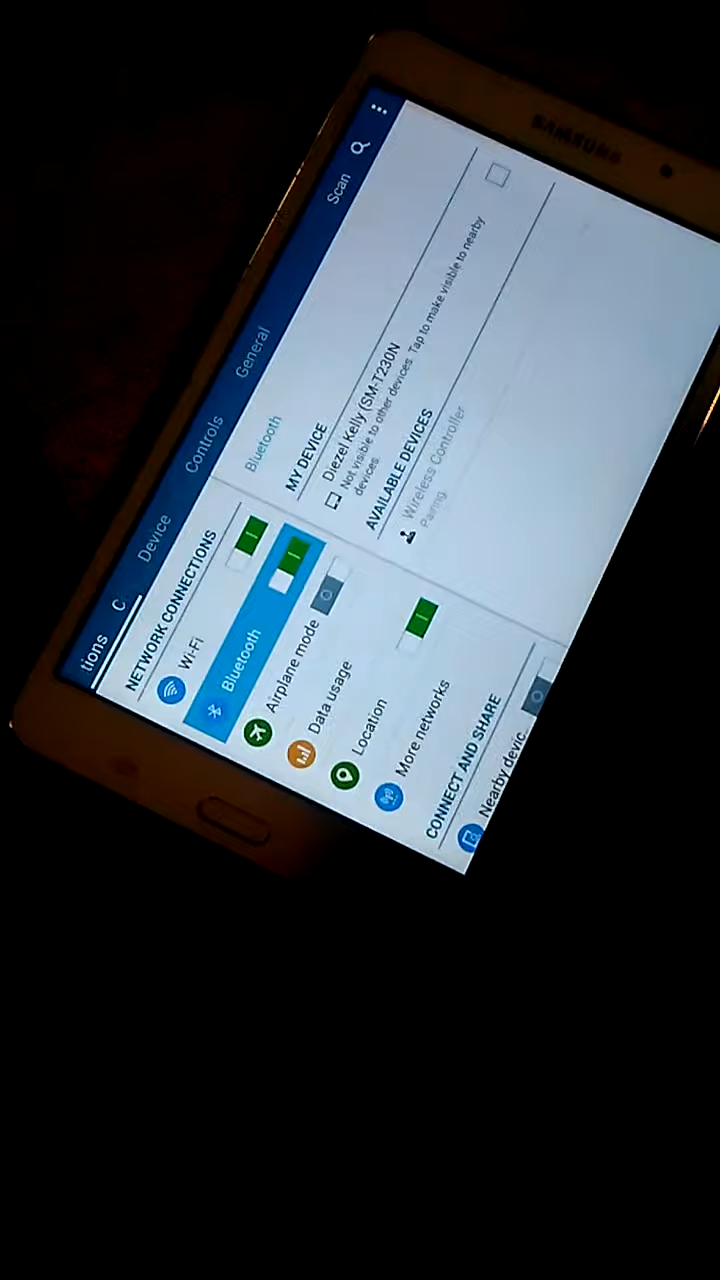 SAMSUNG
tions
C
Device
Controls
General
Scan
NETWORK CONNECTIONS
Wi-Fi
Bluetooth
Airplane mode
Data usage
Location
More networks
CONNECT AND SHARE
Nearby devic..
Bluetooth
MY DEVICE
Diezel Kelly (SM-T230N
Not visible to other devices. Tap to make visible to nearby
devices.
AVAILABLE DEVICES
Wireless Controller
Pairing